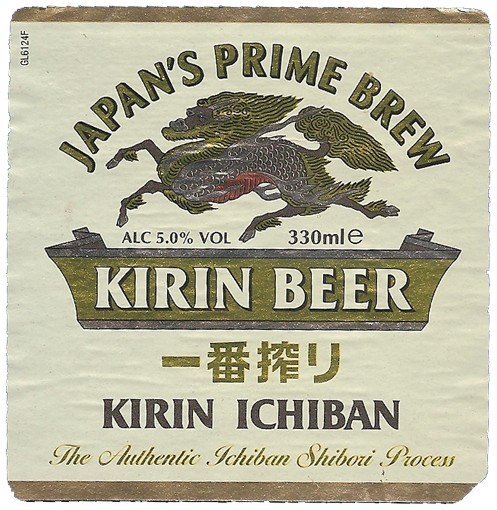 GL6124F
JAPAN'S PRIME BREW
ALC 5.0% VOL 330ml℮
KIRIN BEER
一番搾り
KIRIN ICHIBAN
The Authentic Ichiban Shibori Process